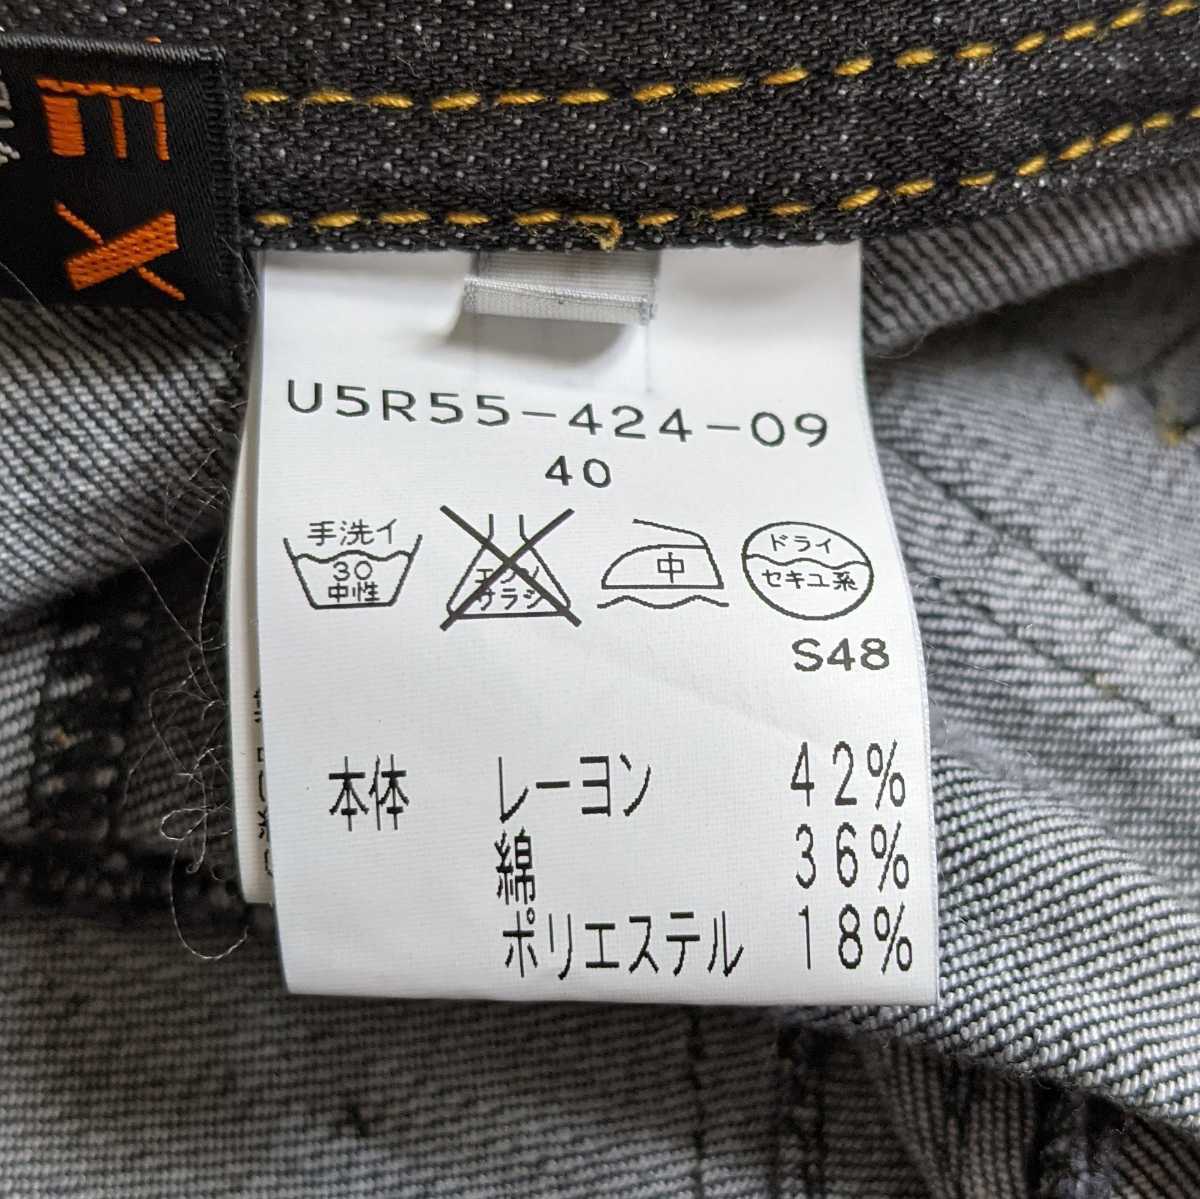 EX
U5R55-424-09
40
手洗イ
30
中性
エンソ
サラシ
中
ドライ
セキユ系
S48
本体 レーヨン 42%
綿 36%
ポリエステル 18%